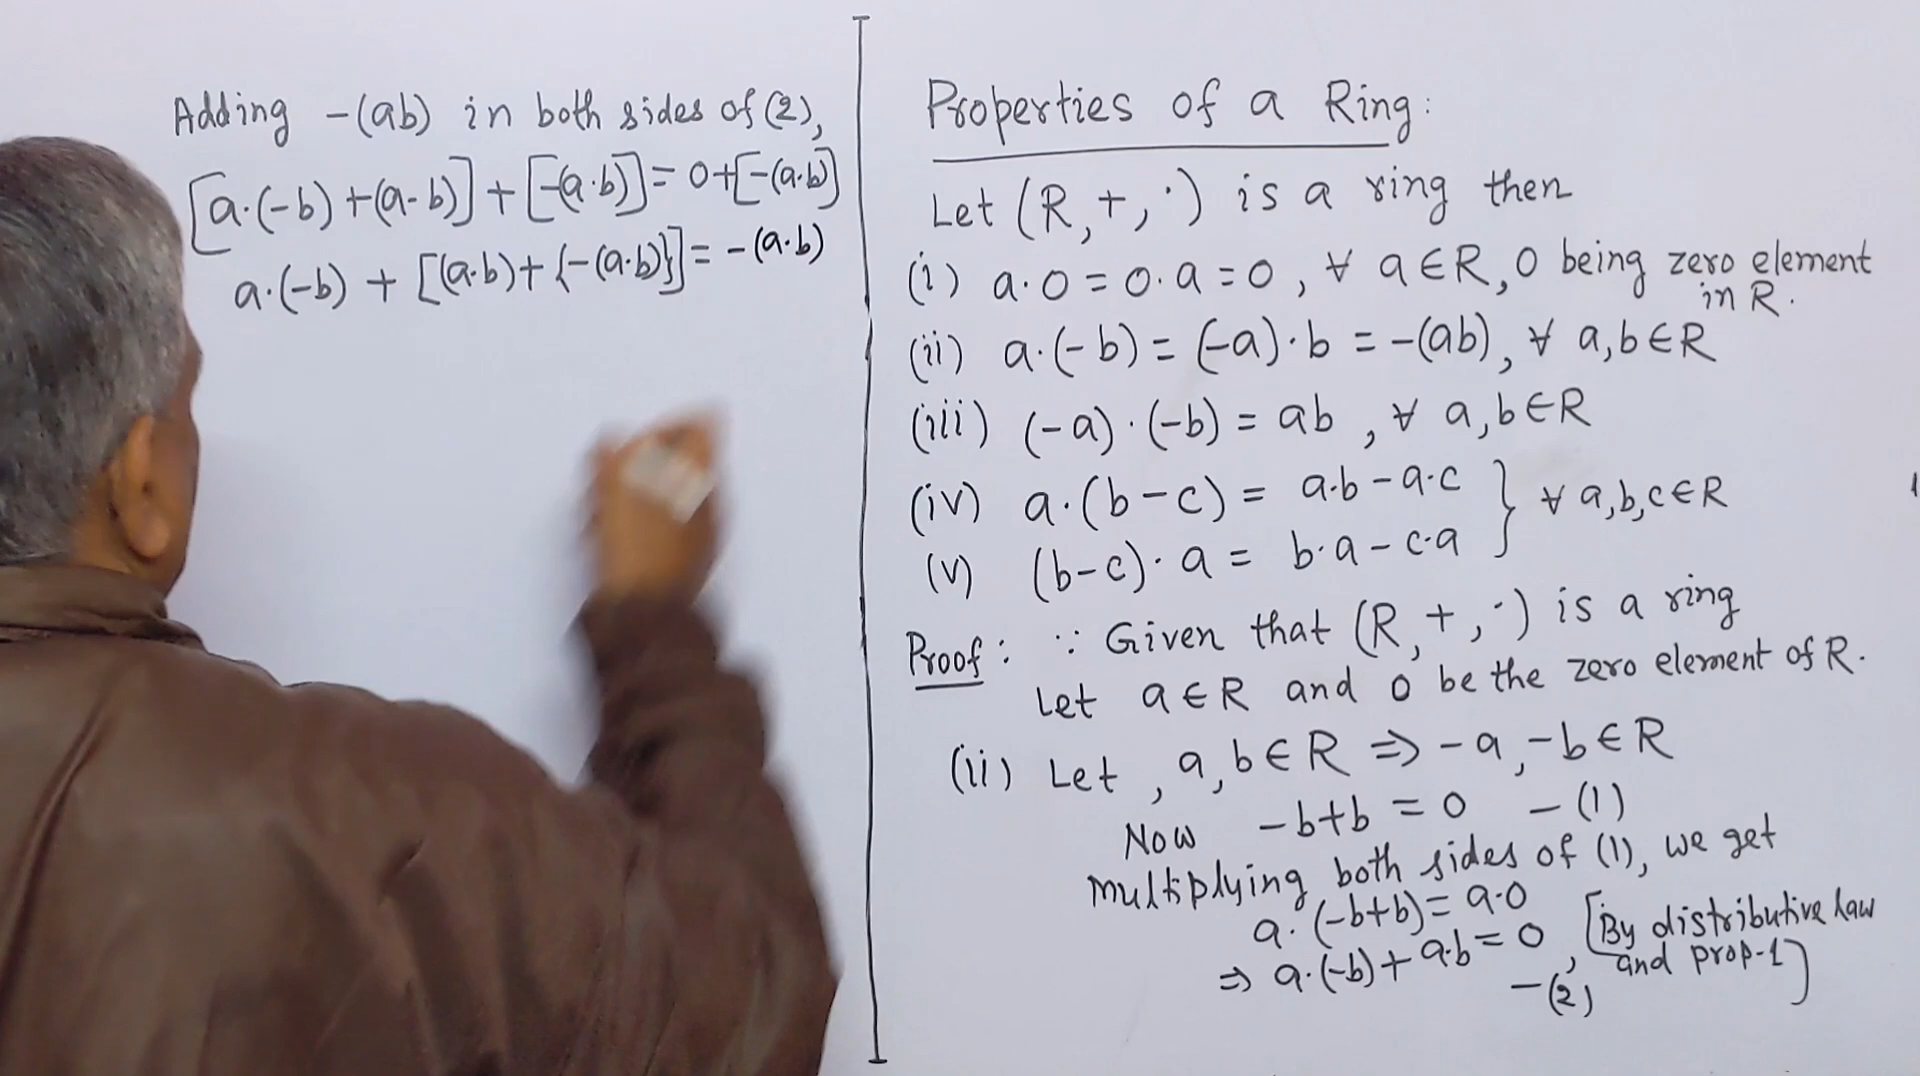 Adding -(ab) in both sides of (2),
[a·(-b)+(a·b)]+[-(a·b)]=0+[-(a·b)]
a·(-b) + [(a·b)+{-(a·b)}]=-(a·b)
Properties of a Ring:
Let (R,+,·) is a ring then
(i) a·0=0·a=0, ∀ a∈R, 0 being zero element
in R.
(ii) a·(-b)=(-a)·b=-(ab), ∀ a,b∈R
(iii) (-a)·(-b)=ab, ∀ a,b∈R
(iv) a·(b-c)= a·b-a·c } ∀ a,b,c∈R
(v) (b-c)·a= b·a-c·a
Proof: ∵ Given that (R,+,·) is a ring
Let a∈R and 0 be the zero element of R.
(ii) Let, a,b∈R ⇒ -a,-b∈R
Now -b+b=0 -(1)
multiplying both sides of (1), we get
a·(-b+b)=a·0
⇒ a·(-b)+a·b=0, [By distributive law
and prop-1]
-(2)